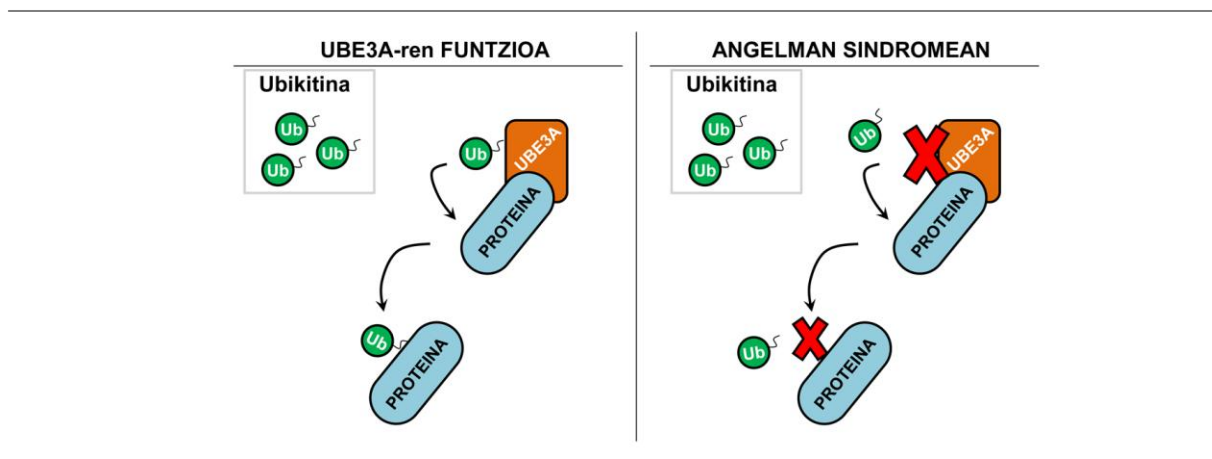 UBE3A-ren FUNTZIOA
Ubikitina
Ub
Ub
Ub
Ub
UBE3A
PROTEINA
Ub
PROTEINA
ANGELMAN SINDROMEAN
Ubikitina
Ub
Ub
Ub
Ub
UBE3A
PROTEINA
Ub
PROTEINA